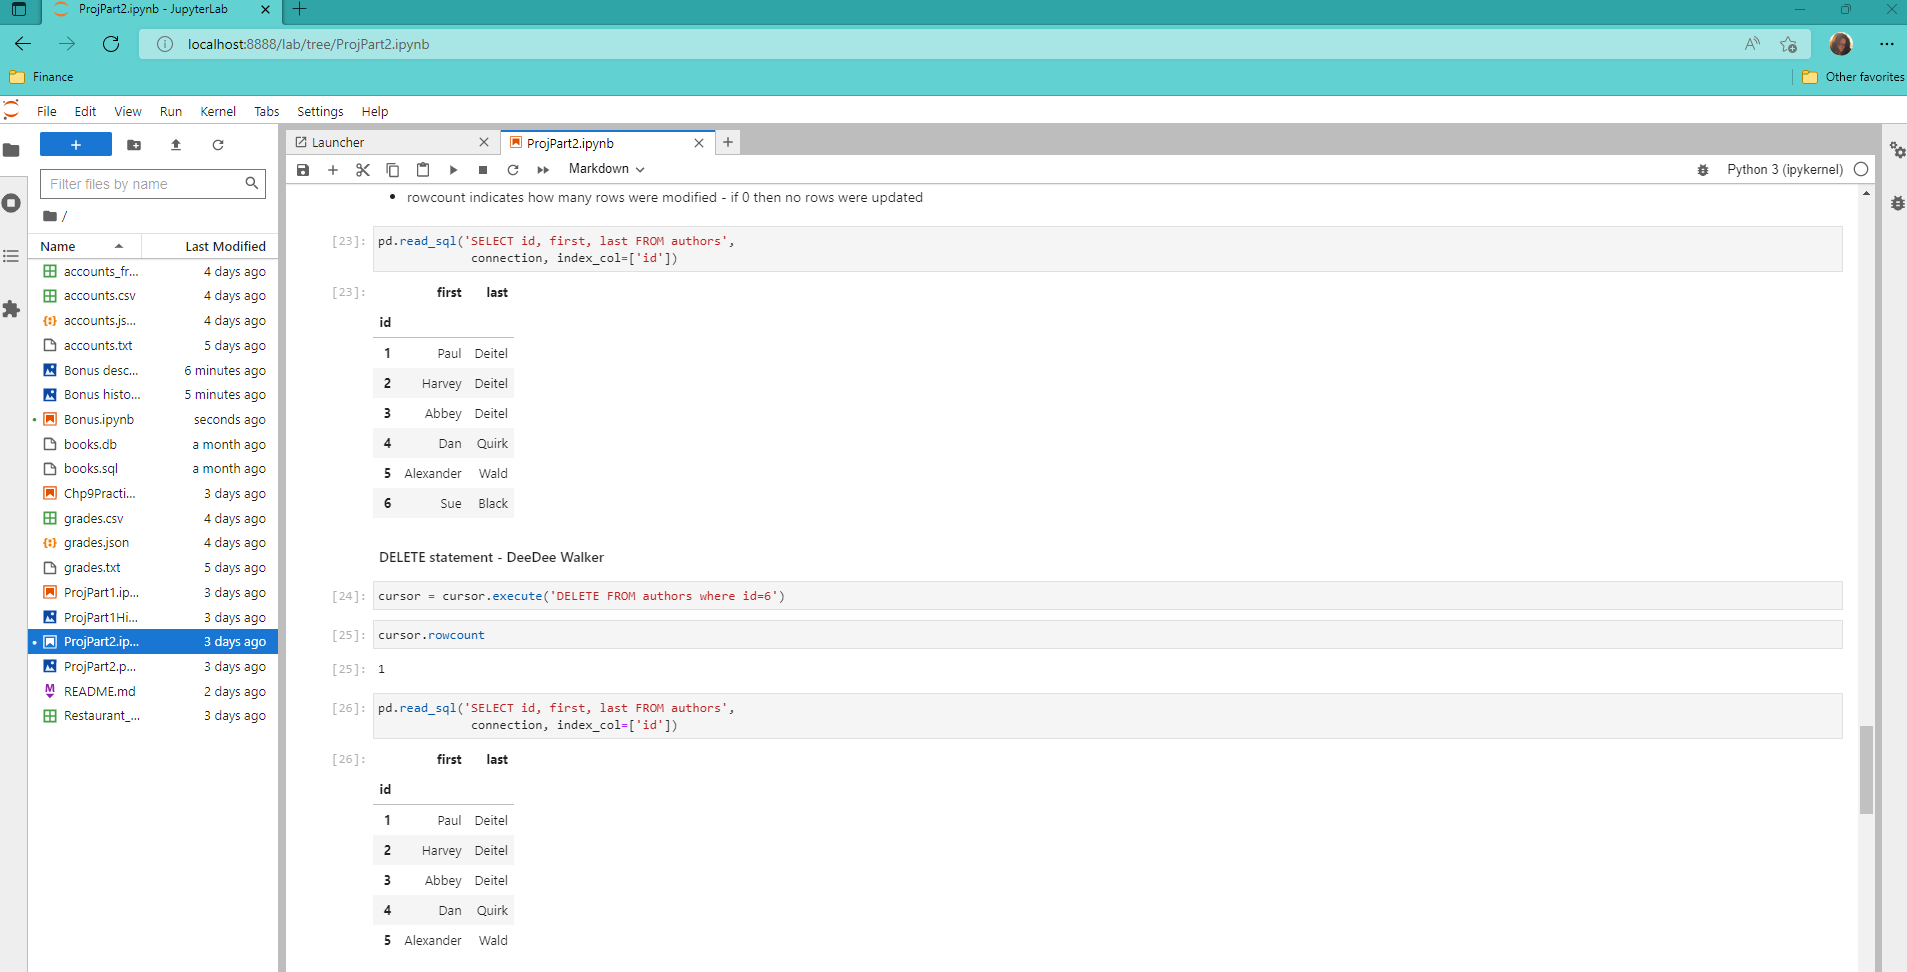 ProjPart2.ipynb - JupyterLab
localhost:8888/lab/tree/ProjPart2.ipynb
Finance
Other favorites
File Edit View Run Kernel Tabs Settings Help
Filter files by name
/
Name Last Modified
accounts_fr... 4 days ago
accounts.csv 4 days ago
accounts.js... 4 days ago
accounts.txt 5 days ago
Bonus desc... 6 minutes ago
Bonus histo... 5 minutes ago
Bonus.ipynb seconds ago
books.db a month ago
books.sql a month ago
Chp9Practi... 3 days ago
grades.csv 4 days ago
grades.json 4 days ago
grades.txt 5 days ago
ProjPart1.ip... 3 days ago
ProjPart1Hi... 3 days ago
ProjPart2.ip... 3 days ago
ProjPart2.p... 3 days ago
README.md 2 days ago
Restaurant_... 3 days ago
Launcher
ProjPart2.ipynb
Markdown
Python 3 (ipykernel)
• rowcount indicates how many rows were modified - if 0 then no rows were updated
[23]: pd.read_sql('SELECT id, first, last FROM authors',
connection, index_col=['id'])
[23]: first last
id
1 Paul Deitel
2 Harvey Deitel
3 Abbey Deitel
4 Dan Quirk
5 Alexander Wald
6 Sue Black
DELETE statement - DeeDee Walker
[24]: cursor = cursor.execute('DELETE FROM authors where id=6')
[25]: cursor.rowcount
[25]: 1
[26]: pd.read_sql('SELECT id, first, last FROM authors',
connection, index_col=['id'])
[26]: first last
id
1 Paul Deitel
2 Harvey Deitel
3 Abbey Deitel
4 Dan Quirk
5 Alexander Wald